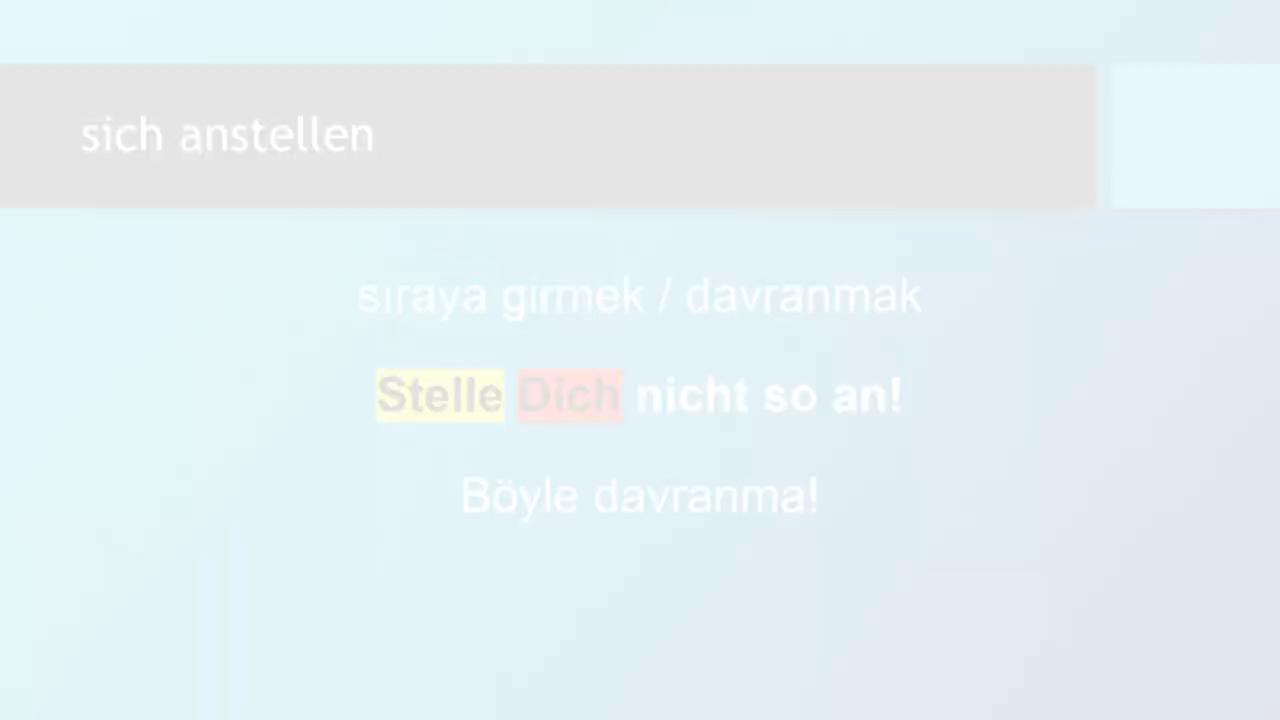 sich anstellen
sıraya girmek / davranmak
Stelle Dich nicht so an!
Böyle davranma!